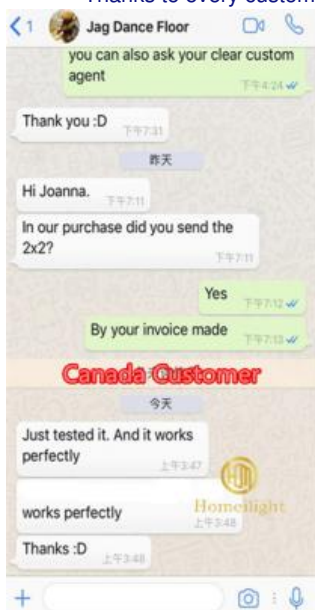 Thanks to every custom
1 Jag Dance Floor
you can also ask your clear custom
agent
下午4:24
Thank you :D
下午7:31
昨天
Hi Joanna.
下午7:11
In our purchase did you send the
2x2?
下午7:11
Yes
下午7:12
By your invoice made
下午7:13
Canada Customer
今天
Just tested it. And it works
perfectly
上午3:47
HM
Homeilight
works perfectly
上午3:48
Thanks :D
上午3:48